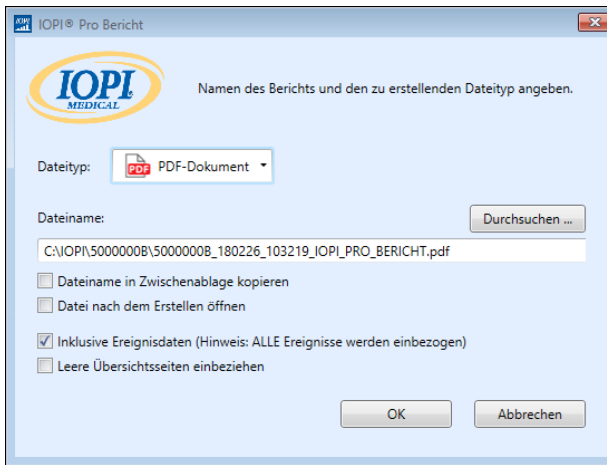 IOPI® Pro Bericht
IOPI
MEDICAL
Namen des Berichts und den zu erstellenden Dateityp angeben.
Dateityp: PDF PDF-Dokument
Dateiname: Durchsuchen ...
C:\IOPI\5000000B\5000000B_180226_103219_IOPI_PRO_BERICHT.pdf
Dateiname in Zwischenablage kopieren
Datei nach dem Erstellen öffnen
Inklusive Ereignisdaten (Hinweis: ALLE Ereignisse werden einbezogen)
Leere Übersichtsseiten einbeziehen
OK Abbrechen